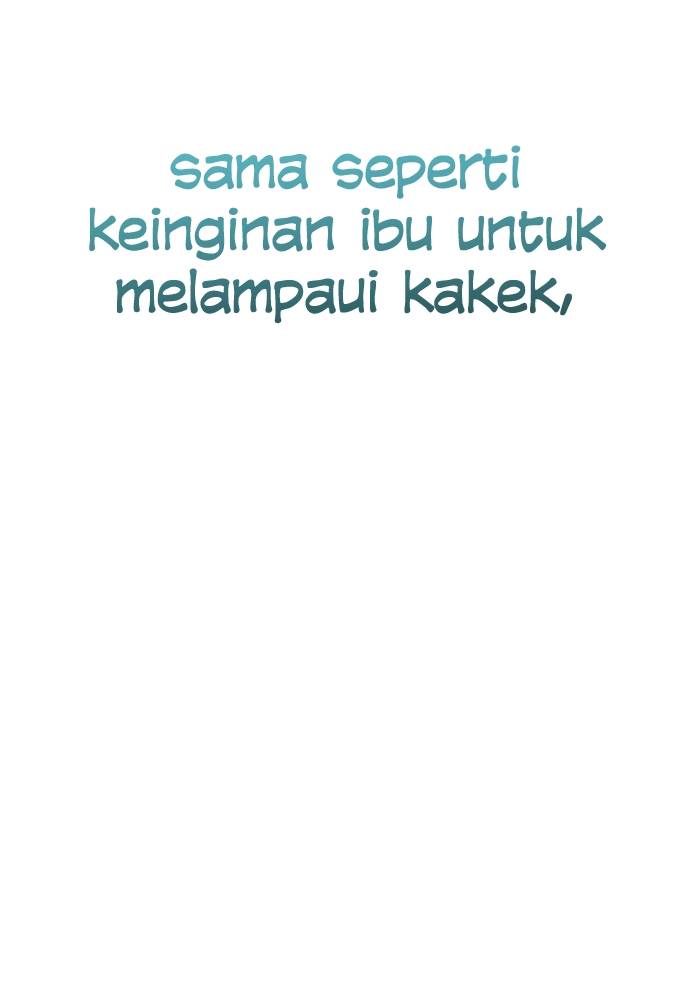 sama seperti
keinginan ibu untuk
melampaui kakek,